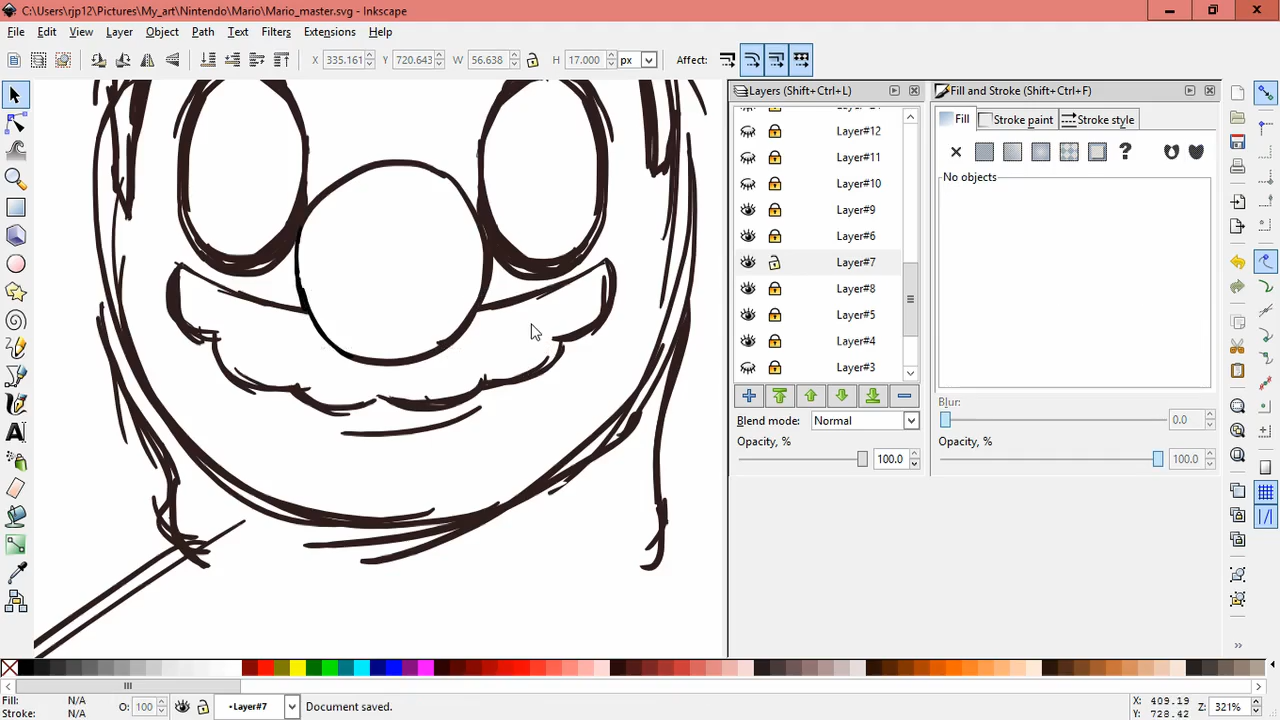 C:\Users\rjp12\Pictures\My_art\Nintendo\Mario\Mario_master.svg - Inkscape
File Edit View Layer Object Path Filters Text Extensions Help
X 335.161 Y 720.643 W 56.638 H 17.000 px Affect:
Layers (Shift+Ctrl+L)
Layer#12
Layer#11
Layer#10
Layer#9
Layer#6
Layer#7
Layer#8
Layer#5
Layer#4
Layer#3
Blend mode: Normal
Opacity, %
100.0
Fill and Stroke (Shift+Ctrl+F)
Fill Stroke paint Stroke style
No objects
Blur:
0.0
Opacity, %
100.0
Fill: N/A
Stroke: N/A
O: 100
•Layer#7
Document saved.
X: 409.19
Y: 728.42
Z: 321%